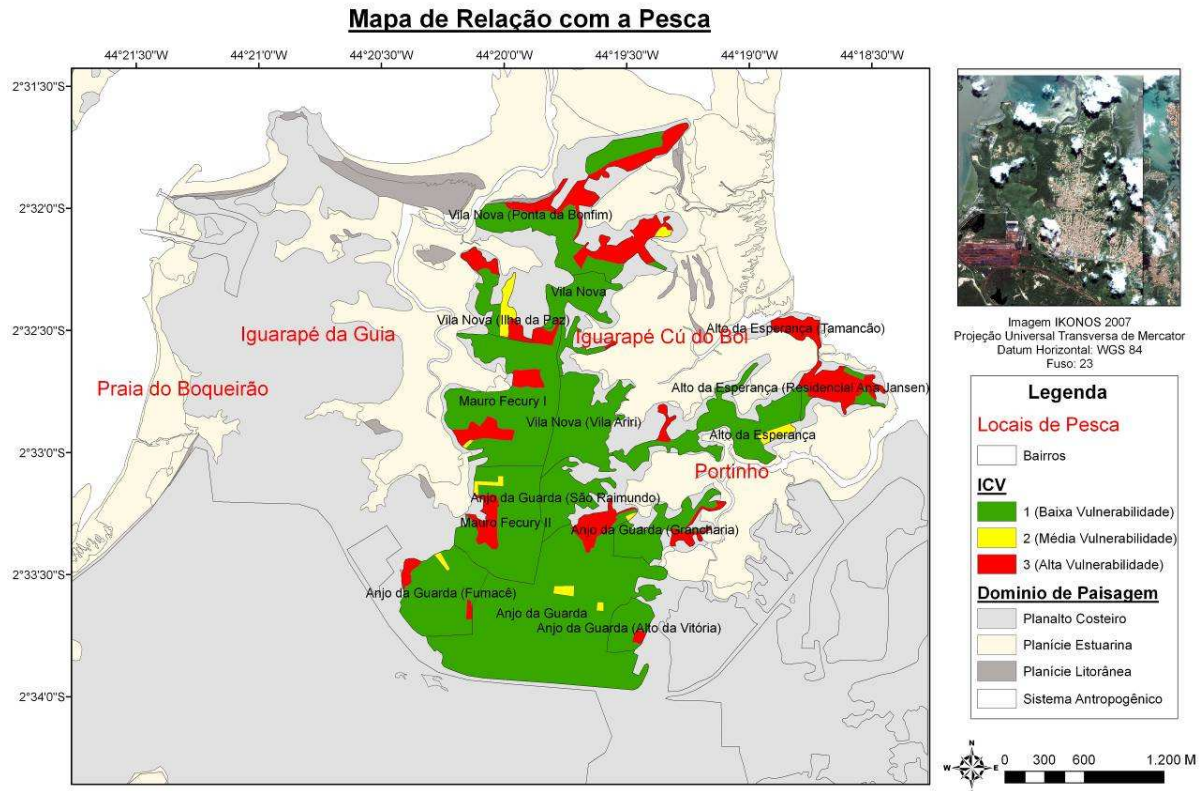 Mapa de Relação com a Pesca
44°21'30"W 44°21'0"W 44°20'30"W 44°20'0"W 44°19'30"W 44°19'0"W 44°18'30"W
2°31'30"S
2°32'0"S
2°32'30"S
2°33'0"S
2°33'30"S
2°34'0"S
Vila Nova (Ponta da Bonfim)
Vila Nova
Vila Nova (Ilha da Paz)
Iguarapé da Guia
Iguarapé Cú do Boi
Alto da Esperança (Tamancão)
Praia do Boqueirão
Alto da Esperança (Residencial Ana Jansen)
Mauro Fecury I
Vila Nova (Vila Ariri)
Alto da Esperança
Portinho
Anjo da Guarda (São Raimundo)
Mauro Fecury II
Anjo da Guarda (Grancharia)
Anjo da Guarda (Fumacê)
Anjo da Guarda
Anjo da Guarda (Alto da Vitória)
Imagem IKONOS 2007
Projeção Universal Transversa de Mercator
Datum Horizontal: WGS 84
Fuso: 23
Legenda
Locais de Pesca
Bairros
ICV
1 (Baixa Vulnerabilidade)
2 (Média Vulnerabilidade)
3 (Alta Vulnerabilidade)
Dominio de Paisagem
Planalto Costeiro
Planície Estuarina
Planície Litorânea
Sistema Antropogênico
N
W E
S
0 300 600 1.200 M